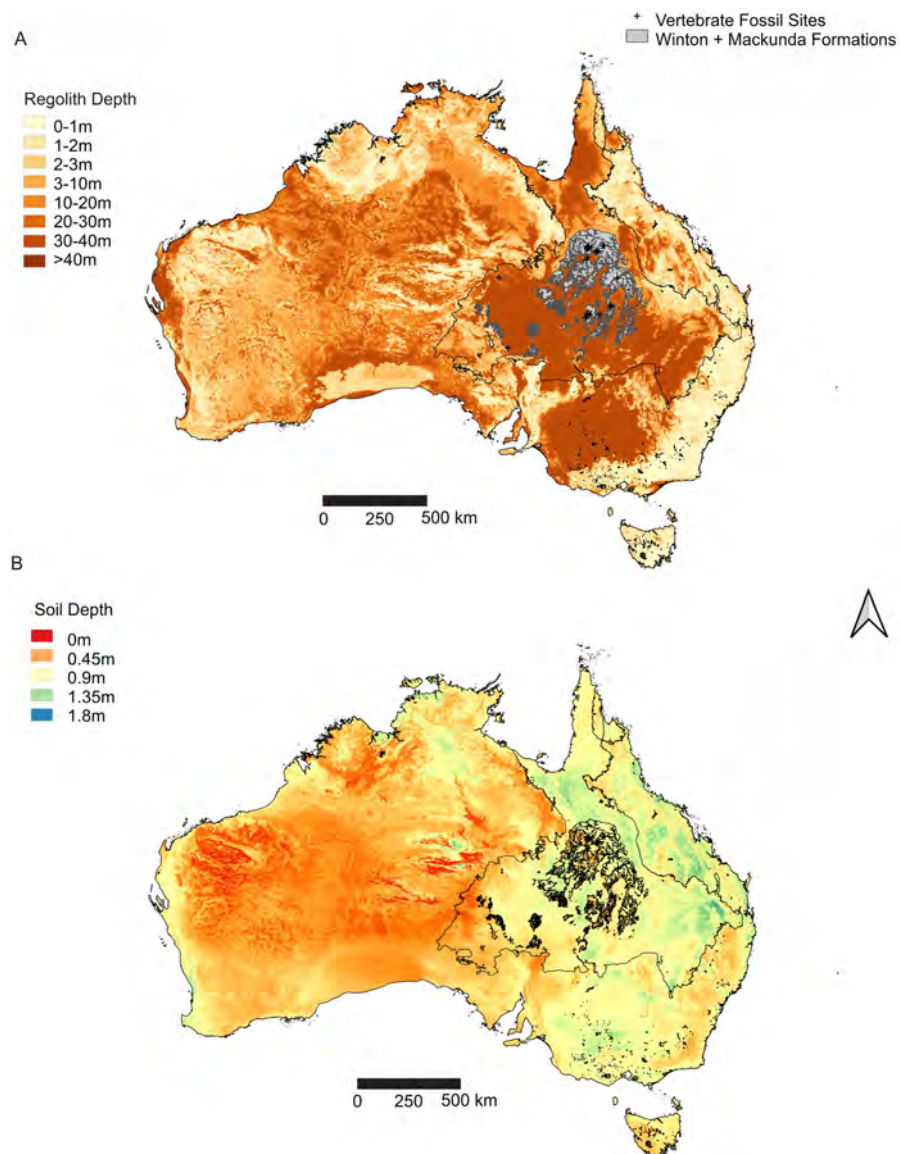 A
+ Vertebrate Fossil Sites
Winton + Mackunda Formations
Regolith Depth
0-1m
1-2m
2-3m
3-10m
10-20m
20-30m
30-40m
>40m
0 250 500 km
B
Soil Depth
0m
0.45m
0.9m
1.35m
1.8m
0 250 500 km